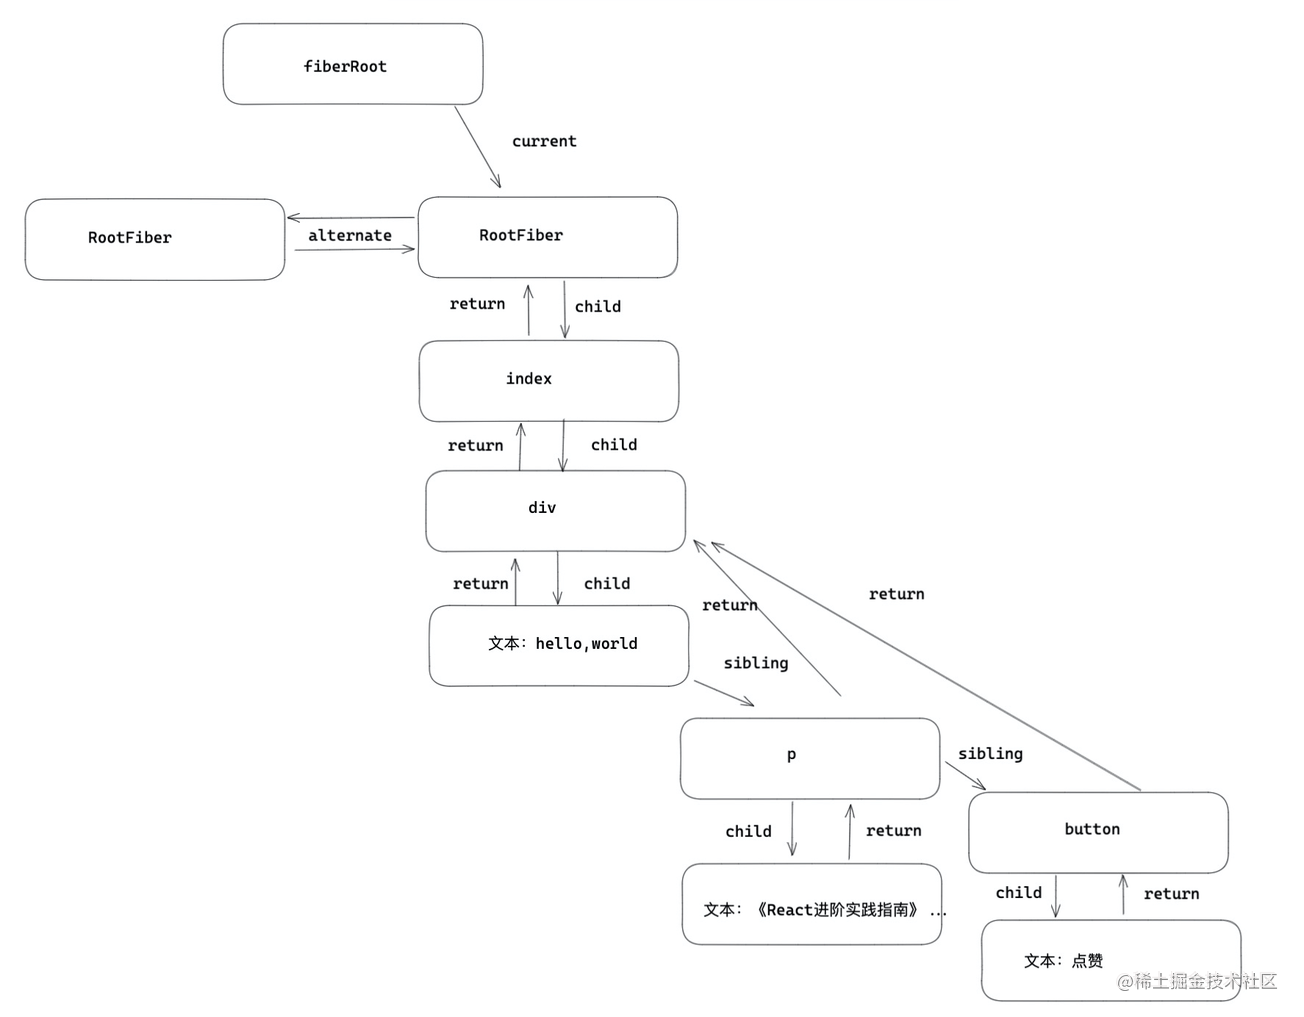 fiberRoot
current
RootFiber
alternate
RootFiber
return
child
index
return
child
div
return
child
return
return
文本：hello,world
sibling
p
sibling
button
child
return
child
return
文本：《React进阶实践指南》 ...
文本：点赞
@稀土掘金技术社区